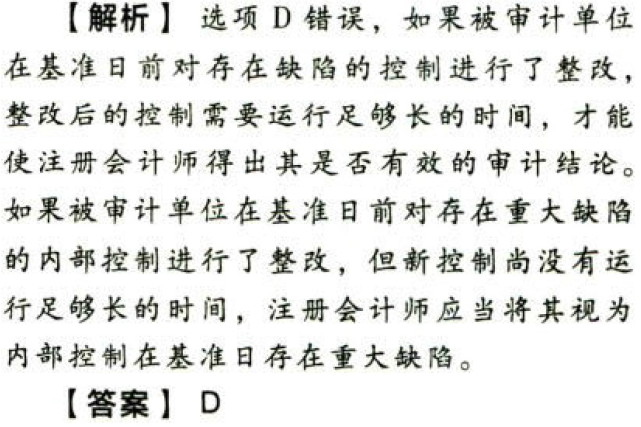 【解析】 选项 D 错误，如果被审计单位
在基准日前对存在缺陷的控制进行了整改，
整改后的控制需要运行足够长的时间，才能
使注册会计师得出其是否有效的审计结论。
如果被审计单位在基准日前对存在重大缺陷
的内部控制进行了整改，但新控制尚没有运
行足够长的时间，注册会计师应当将其视为
内部控制在基准日存在重大缺陷。
【答案】 D